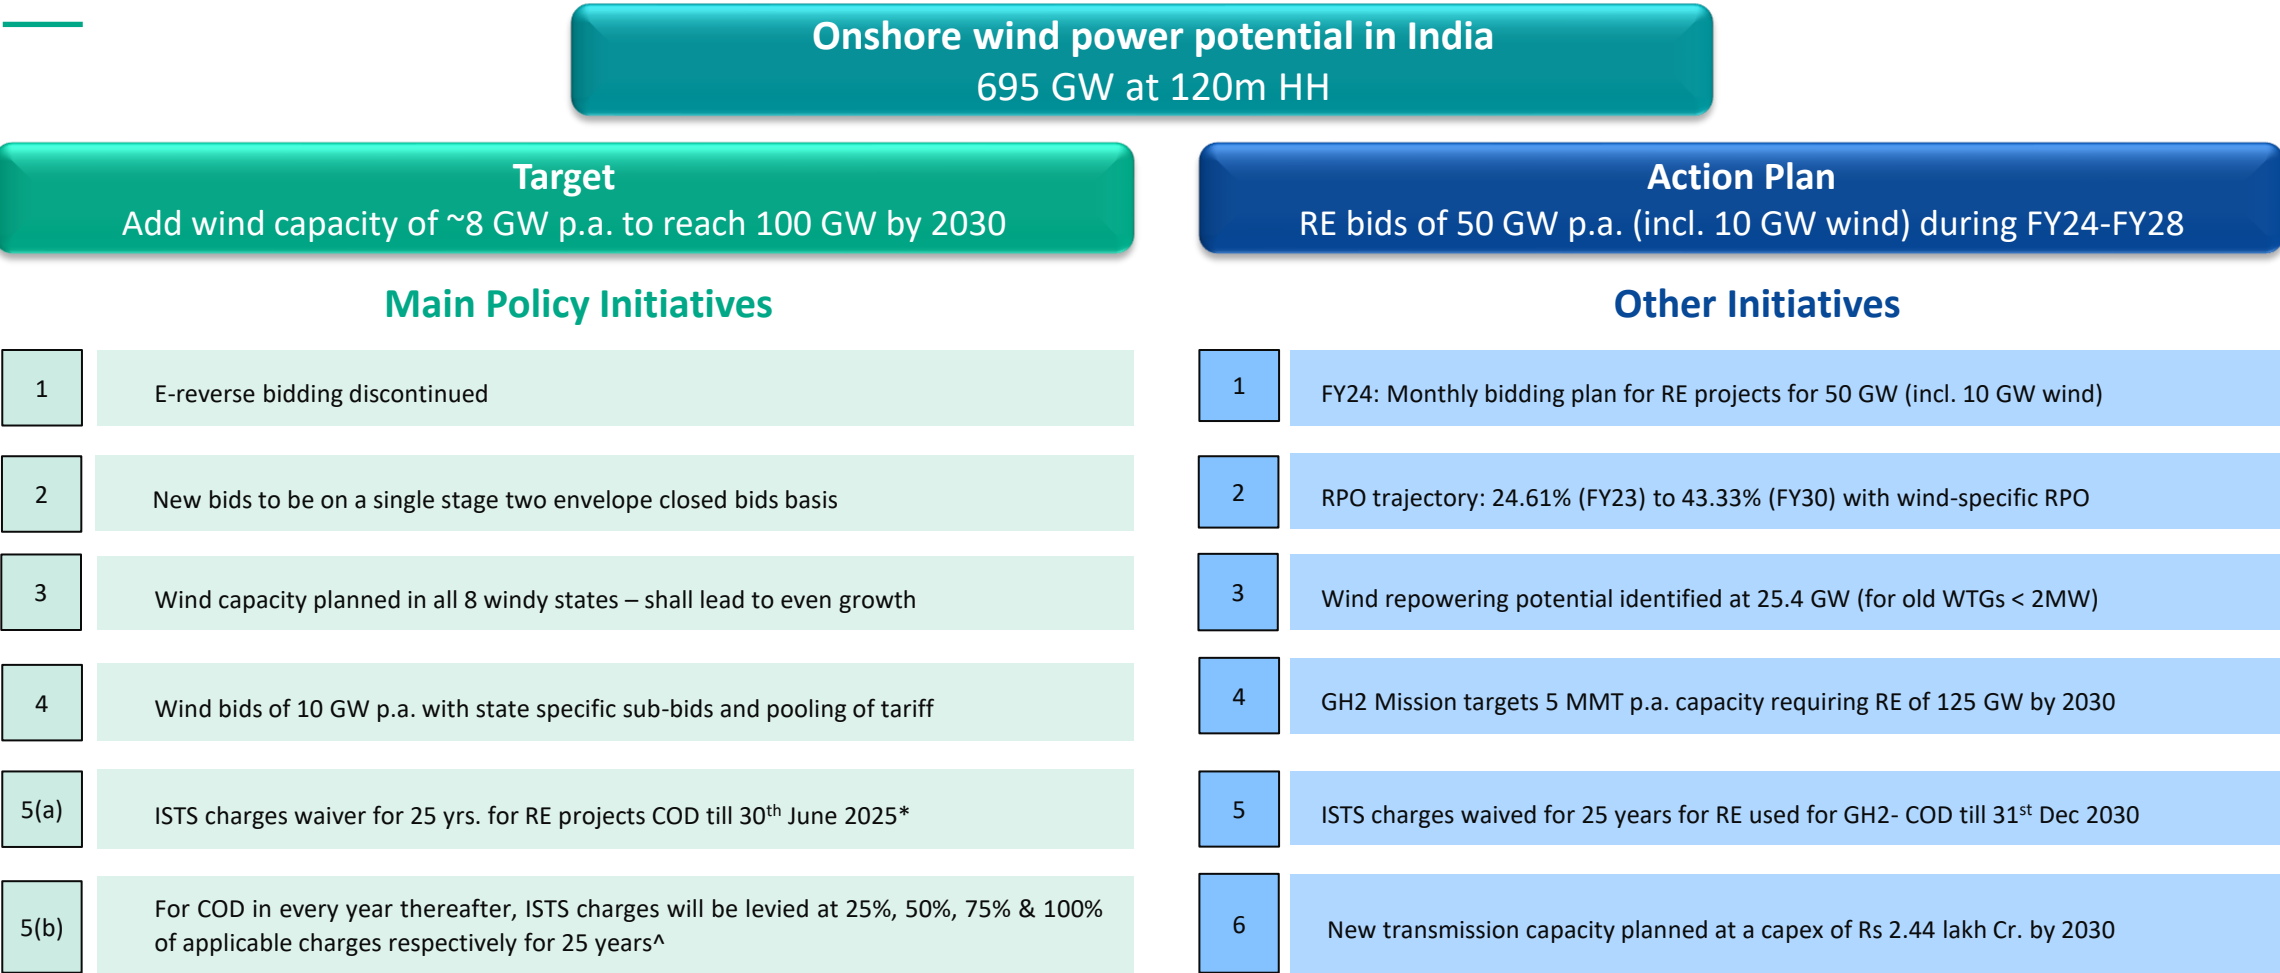 Onshore wind power potential in India
695 GW at 120m HH
Target
Add wind capacity of ~8 GW p.a. to reach 100 GW by 2030
Main Policy Initiatives
1
E-reverse bidding discontinued
2
New bids to be on a single stage two envelope closed bids basis
3
Wind capacity planned in all 8 windy states – shall lead to even growth
4
Wind bids of 10 GW p.a. with state specific sub-bids and pooling of tariff
5(a)
ISTS charges waiver for 25 yrs. for RE projects COD till 30th June 2025*
5(b)
For COD in every year thereafter, ISTS charges will be levied at 25%, 50%, 75% & 100%
of applicable charges respectively for 25 years^
Action Plan
RE bids of 50 GW p.a. (incl. 10 GW wind) during FY24-FY28
Other Initiatives
1
FY24: Monthly bidding plan for RE projects for 50 GW (incl. 10 GW wind)
2
RPO trajectory: 24.61% (FY23) to 43.33% (FY30) with wind-specific RPO
3
Wind repowering potential identified at 25.4 GW (for old WTGs < 2MW)
4
GH2 Mission targets 5 MMT p.a. capacity requiring RE of 125 GW by 2030
5
ISTS charges waived for 25 years for RE used for GH2- COD till 31st Dec 2030
6
New transmission capacity planned at a capex of Rs 2.44 lakh Cr. by 2030